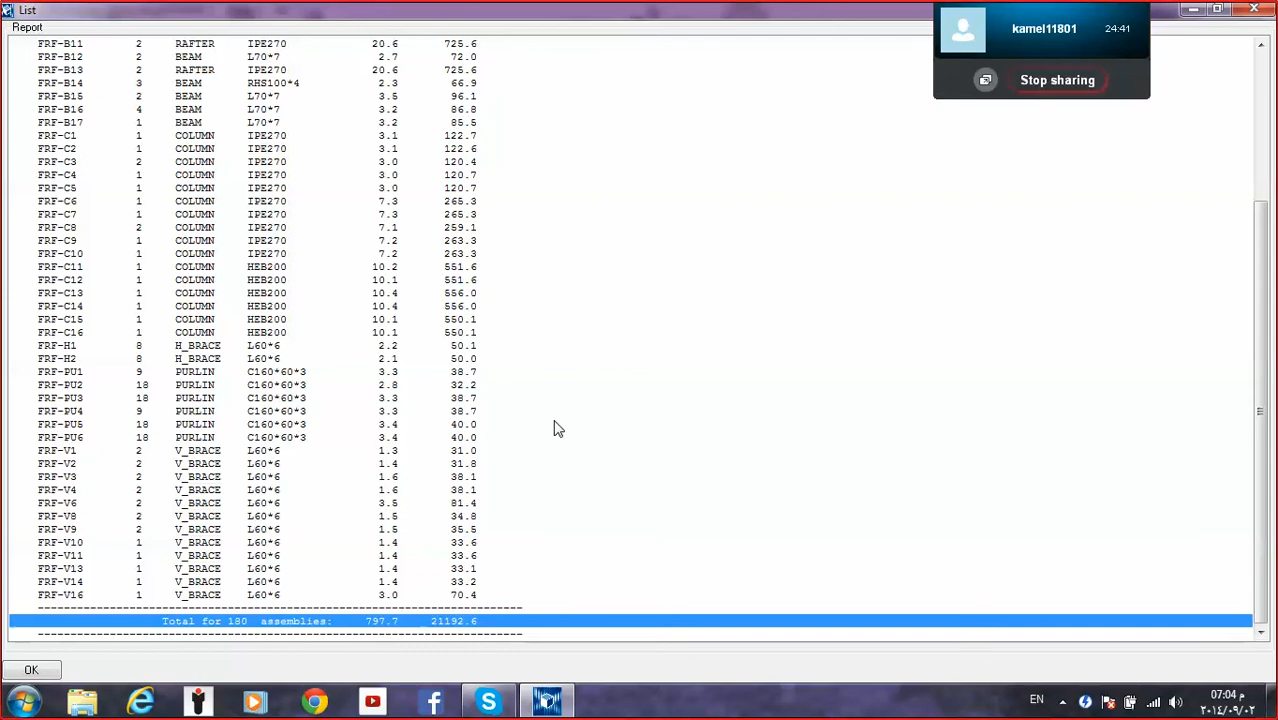 List
Report
FRF-B11 2 RAFTER IPE270 20.6 725.6
FRF-B12 2 BEAM L70*7 2.7 72.0
FRF-B13 2 RAFTER IPE270 20.6 725.6
FRF-B14 3 BEAM RHS100*4 2.3 66.9
FRF-B15 2 BEAM L70*7 3.5 96.1
FRF-B16 4 BEAM L70*7 3.2 86.8
FRF-B17 1 BEAM L70*7 3.2 85.5
FRF-C1 1 COLUMN IPE270 3.1 122.7
FRF-C2 1 COLUMN IPE270 3.1 122.6
FRF-C3 2 COLUMN IPE270 3.0 120.4
FRF-C4 1 COLUMN IPE270 3.0 120.7
FRF-C5 1 COLUMN IPE270 3.0 120.7
FRF-C6 1 COLUMN IPE270 7.3 265.3
FRF-C7 1 COLUMN IPE270 7.3 265.3
FRF-C8 2 COLUMN IPE270 7.1 259.1
FRF-C9 1 COLUMN IPE270 7.2 263.3
FRF-C10 1 COLUMN IPE270 7.2 263.3
FRF-C11 1 COLUMN HEB200 10.2 551.6
FRF-C12 1 COLUMN HEB200 10.1 551.6
FRF-C13 1 COLUMN HEB200 10.4 556.0
FRF-C14 1 COLUMN HEB200 10.4 556.0
FRF-C15 1 COLUMN HEB200 10.1 550.1
FRF-C16 1 COLUMN HEB200 10.1 550.1
FRF-H1 8 H_BRACE L60*6 2.2 50.1
FRF-H2 8 H_BRACE L60*6 2.1 50.0
FRF-PU1 9 PURLIN C160*60*3 3.3 38.7
FRF-PU2 18 PURLIN C160*60*3 2.8 32.2
FRF-PU3 18 PURLIN C160*60*3 3.3 38.7
FRF-PU4 9 PURLIN C160*60*3 3.3 38.7
FRF-PU5 18 PURLIN C160*60*3 3.4 40.0
FRF-PU6 18 PURLIN C160*60*3 3.4 40.0
FRF-V1 2 V_BRACE L60*6 1.3 31.0
FRF-V2 2 V_BRACE L60*6 1.4 31.8
FRF-V3 2 V_BRACE L60*6 1.6 38.1
FRF-V4 2 V_BRACE L60*6 1.6 38.1
FRF-V6 2 V_BRACE L60*6 3.5 81.4
FRF-V8 2 V_BRACE L60*6 1.5 34.8
FRF-V9 2 V_BRACE L60*6 1.5 35.5
FRF-V10 1 V_BRACE L60*6 1.4 33.6
FRF-V11 1 V_BRACE L60*6 1.4 33.6
FRF-V13 1 V_BRACE L60*6 1.4 33.1
FRF-V14 1 V_BRACE L60*6 1.4 33.2
FRF-V16 1 V_BRACE L60*6 3.0 70.4
Total for 180 assemblies: 797.7 21192.6
OK
kamel11801 24:41
Stop sharing
EN
07:04 م
٢٠١٤/٠٩/٠٢